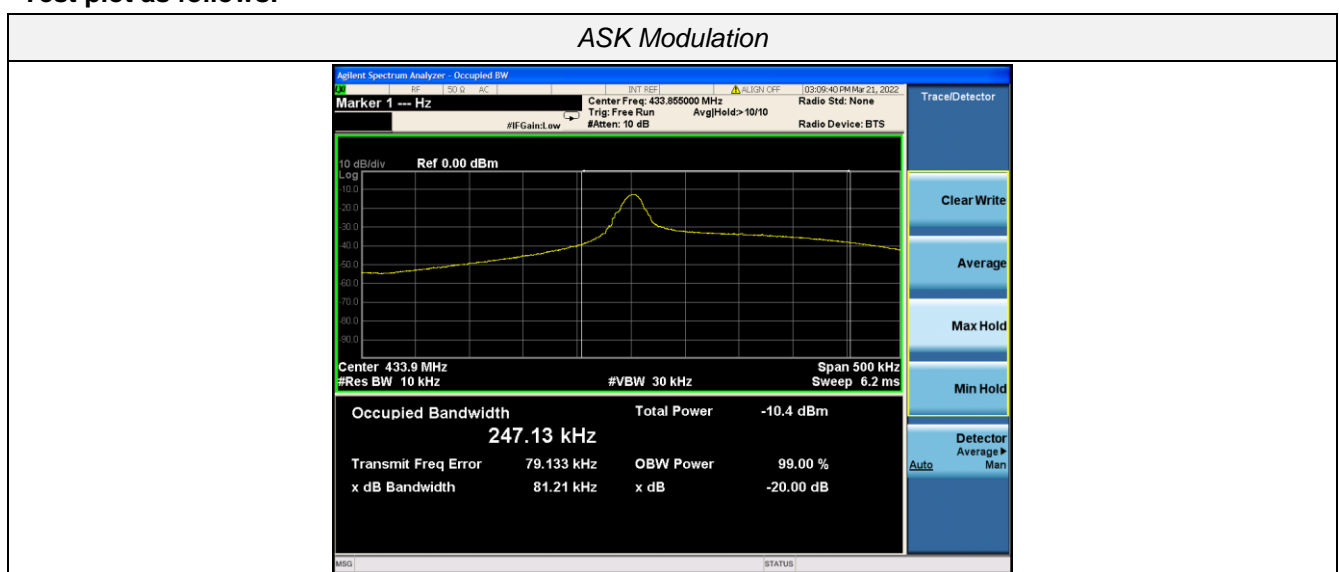 Test plot as follows:
ASK Modulation
Agilent Spectrum Analyzer - Occupied BW
RF 50 Ω AC INT REF ALIGN OFF 03:09:40 PM Mar 21, 2022
Marker 1 --- Hz
Center Freq: 433.855000 MHz Radio Std: None
Trig: Free Run Avg|Hold:> 10/10
#IFGain:Low #Atten: 10 dB Radio Device: BTS
10 dB/div Ref 0.00 dBm
Log
-10.0
-20.0
-30.0
-40.0
-50.0
-60.0
-70.0
-80.0
-90.0
Center 433.9 MHz Span 500 kHz
#Res BW 10 kHz #VBW 30 kHz Sweep 6.2 ms
Occupied Bandwidth Total Power -10.4 dBm
247.13 kHz
Transmit Freq Error 79.133 kHz OBW Power 99.00 %
x dB Bandwidth 81.21 kHz x dB -20.00 dB
MSG STATUS
Trace/Detector
Clear Write
Average
Max Hold
Min Hold
Detector
Average▶
Auto Man